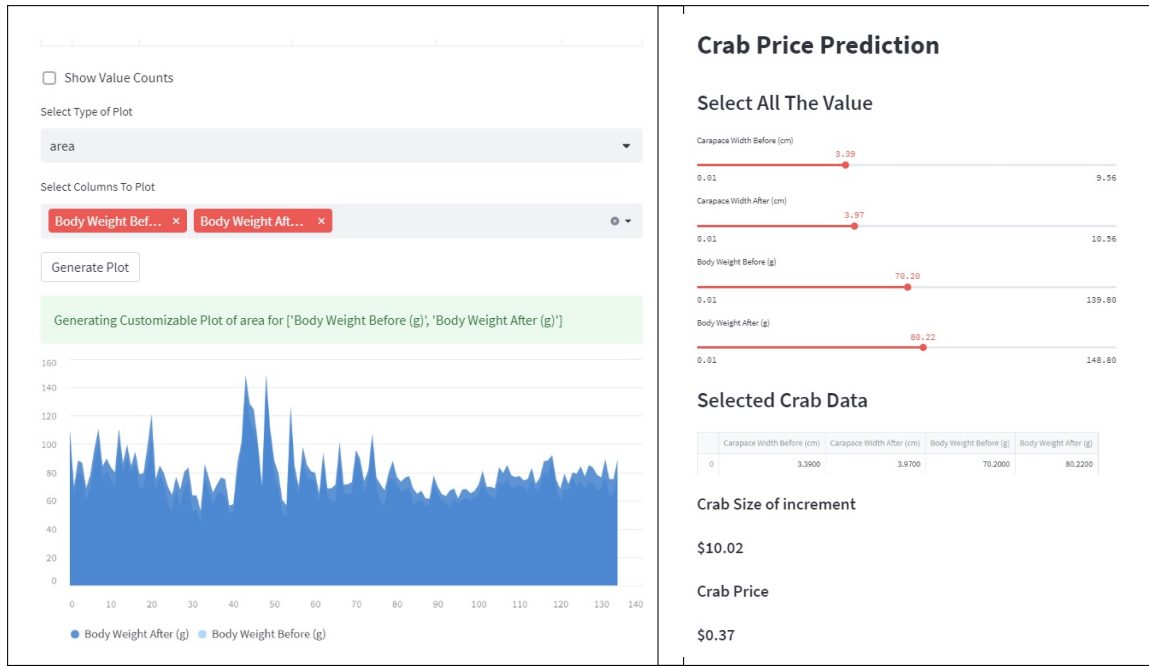 Show Value Counts
Select Type of Plot
area
Select Columns To Plot
Body Weight Bef... × Body Weight Aft... ×
Generate Plot
Generating Customizable Plot of area for ['Body Weight Before (g)', 'Body Weight After (g)']
160
140
120
100
80
60
40
20
0
0 10 20 30 40 50 60 70 80 90 100 110 120 130 140
Body Weight After (g) Body Weight Before (g)
Crab Price Prediction
Select All The Value
Carapace Width Before (cm)
3.39
0.01 9.56
Carapace Width After (cm)
3.97
0.01 10.56
Body Weight Before (g)
70.20
0.01 139.80
Body Weight After (g)
80.22
0.01 148.80
Selected Crab Data
Carapace Width Before (cm) Carapace Width After (cm) Body Weight Before (g) Body Weight After (g)
0 3.3900 3.9700 70.2000 80.2200
Crab Size of increment
$10.02
Crab Price
$0.37